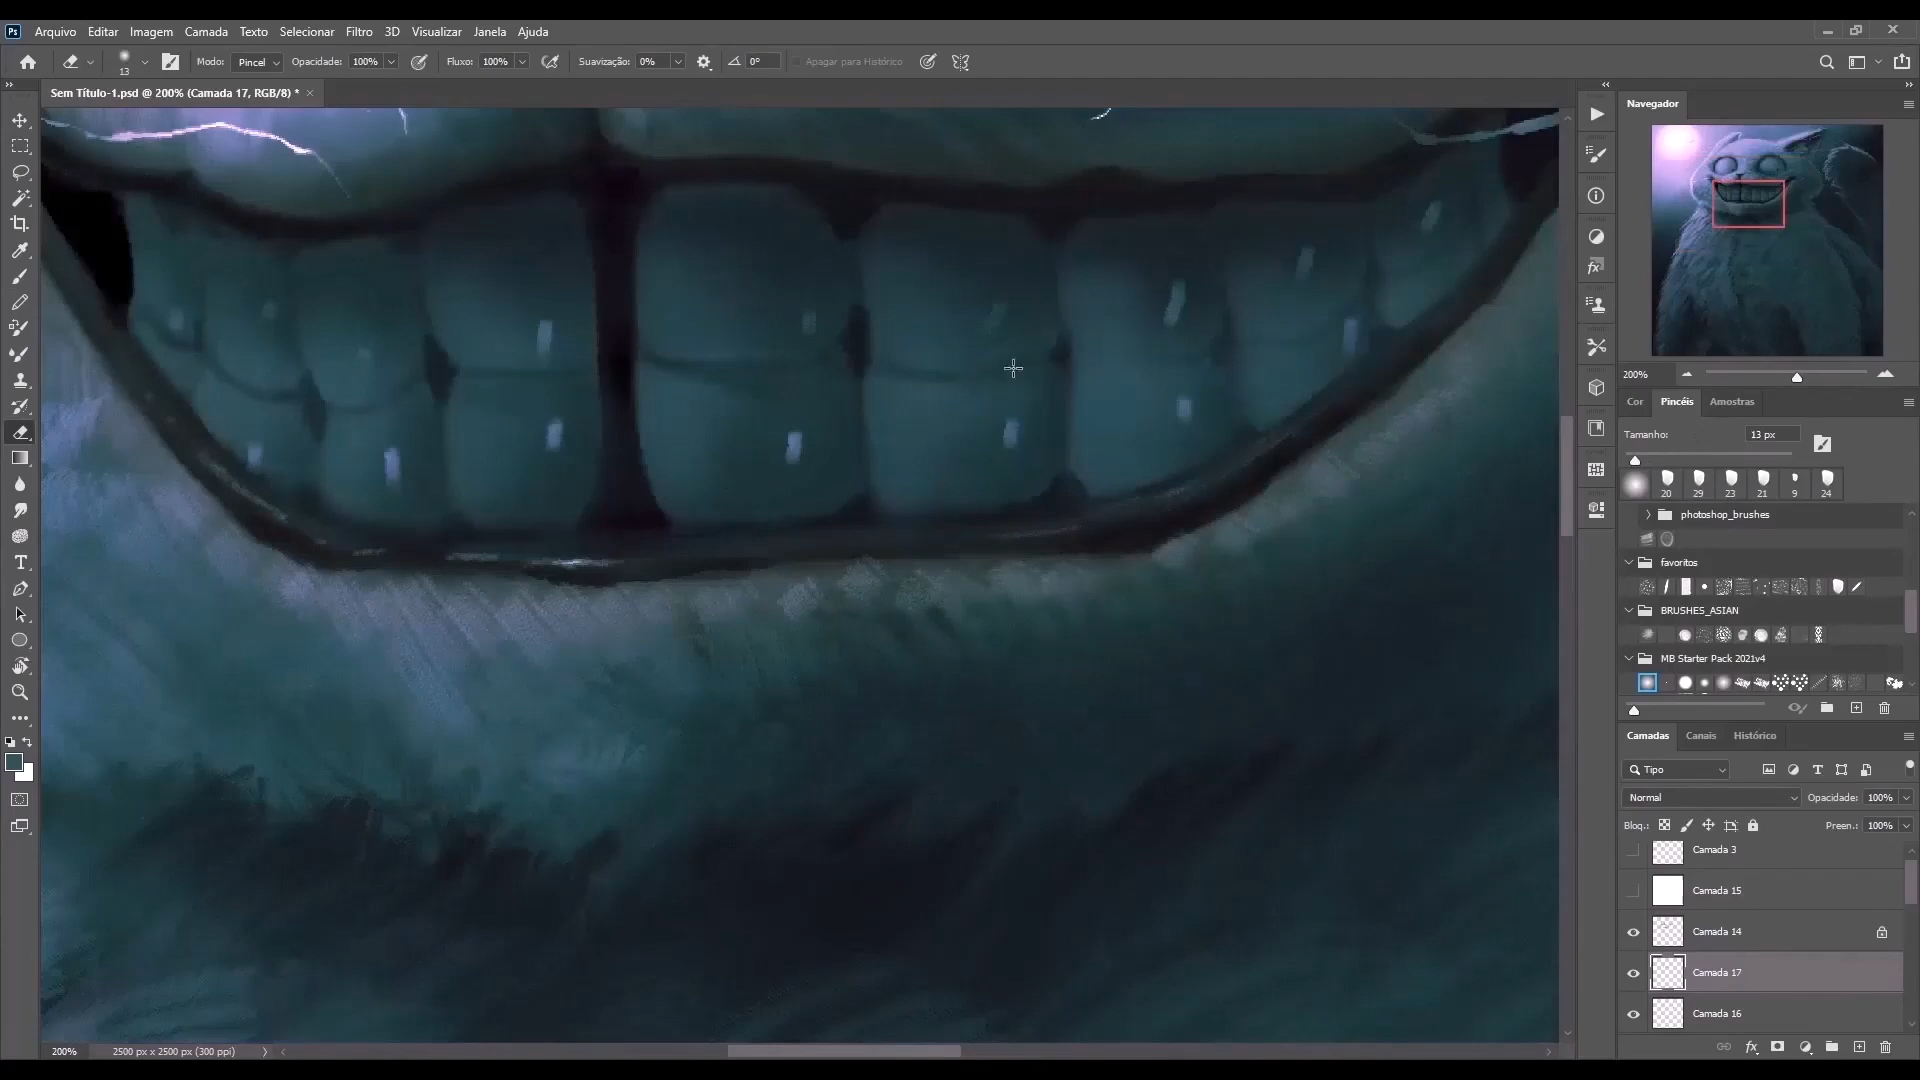 Ps Arquivo Editar Imagem Camada Texto Selecionar Filtro 3D Visualizar Janela Ajuda
13 Modo: Pincel Opacidade: 100% Fluxo: 100% Suavização: 0% 0° Apagar para Histórico
Sem Título-1.psd @ 200% (Camada 17, RGB/8) *
Navegador
200%
Cor Pincéis Amostras
Tamanho: 13 px
20 29 23 21 9 24
photoshop_brushes
favoritos
BRUSHES_ASIAN
MB Starter Pack 2021v4
Camadas Canais Histórico
Tipo
Normal Opacidade: 100%
Bloq.: Preen.: 100%
Camada 3
Camada 15
Camada 14
Camada 17
Camada 16
200% 2500 px x 2500 px (300 ppi)